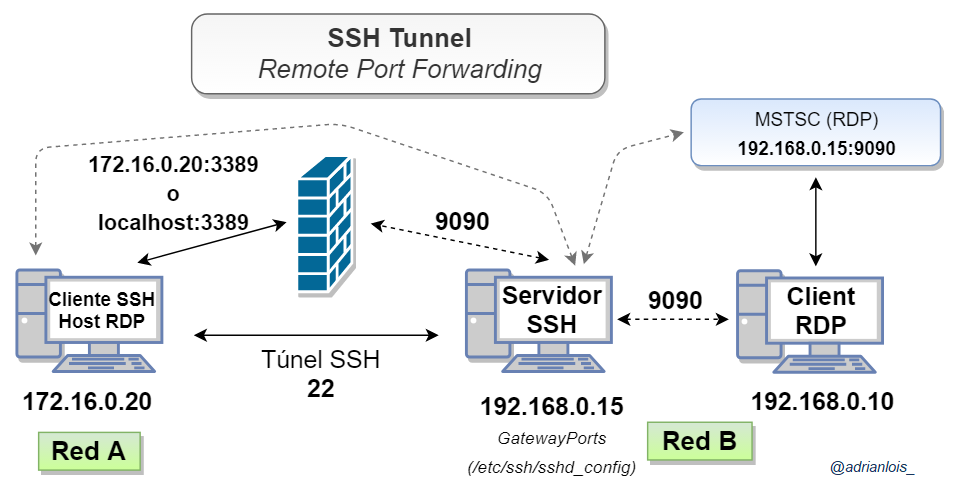 SSH Tunnel
Remote Port Forwarding
MSTSC (RDP)
192.168.0.15:9090
172.16.0.20:3389
o
localhost:3389
9090
Cliente SSH
Host RDP
Servidor
SSH
9090
Client
RDP
Túnel SSH
22
172.16.0.20
192.168.0.15
192.168.0.10
GatewayPorts
(/etc/ssh/sshd_config)
Red A
Red B
@adrianlois_